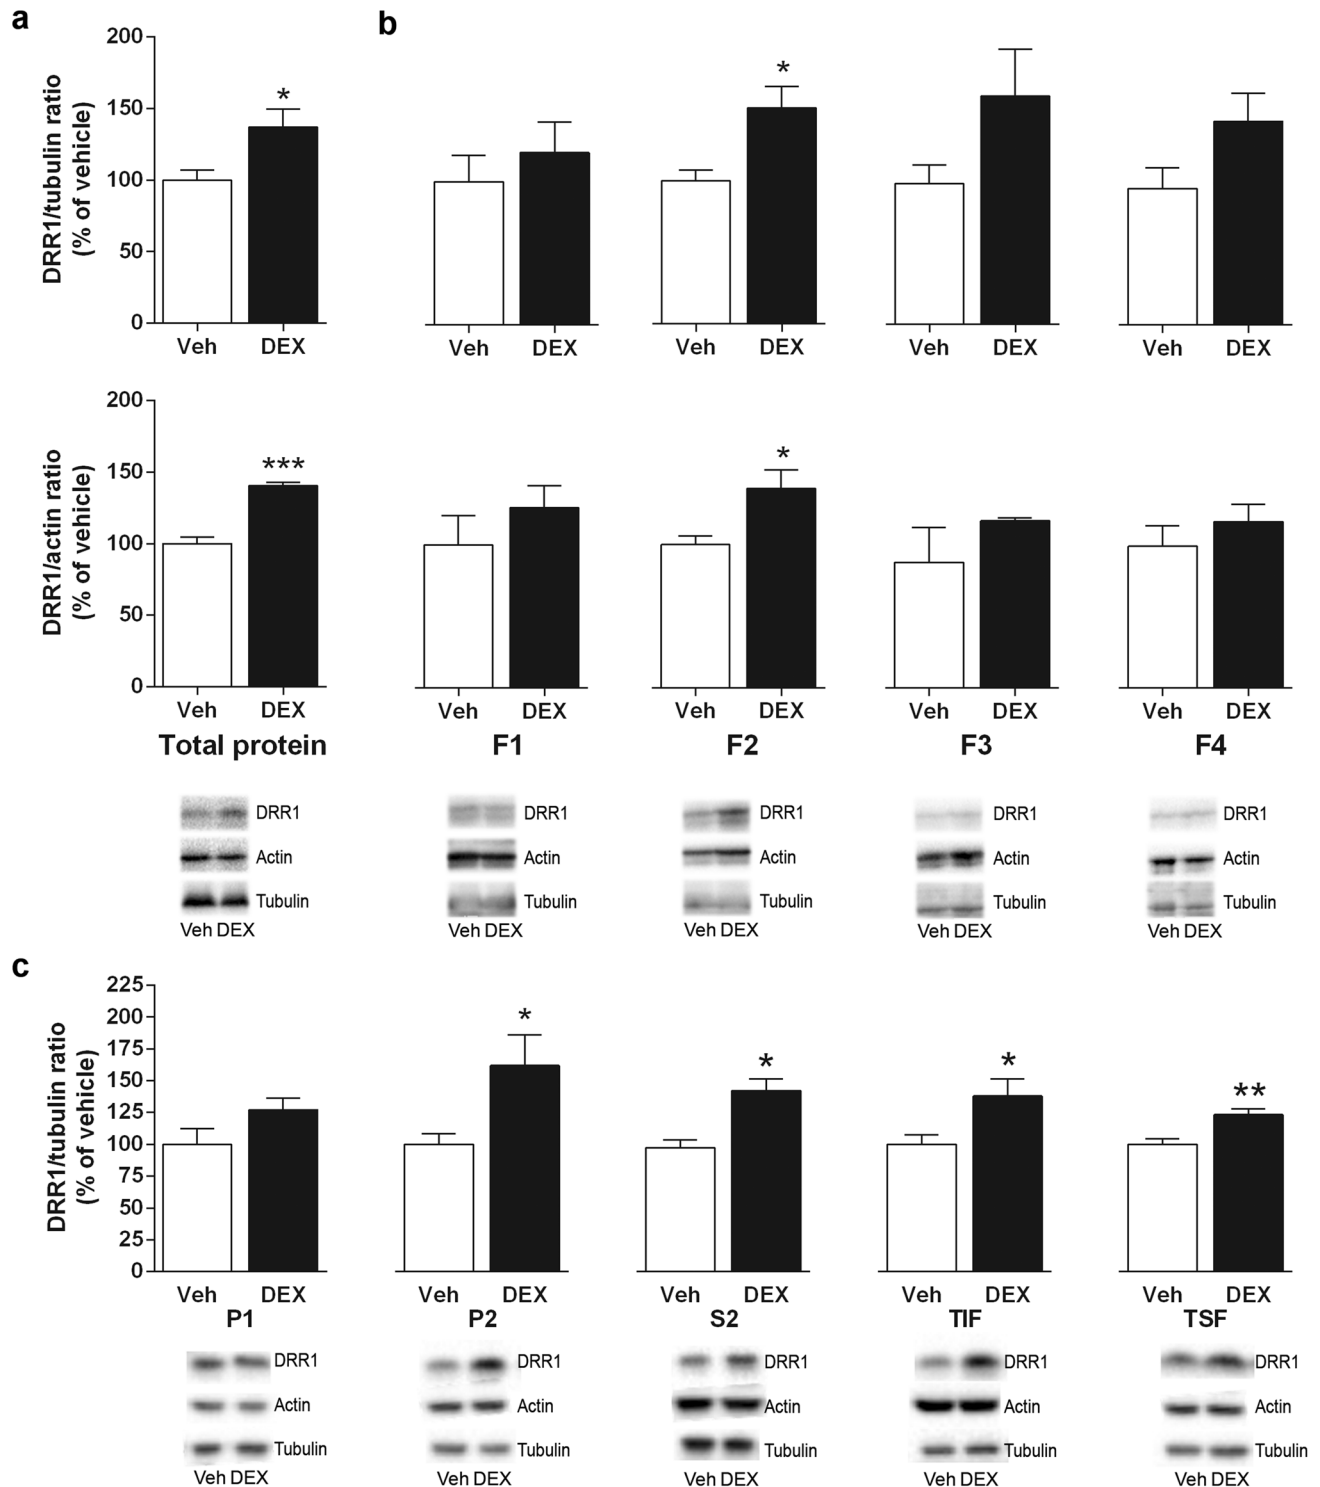 a
b
DRR1/tubulin ratio
(% of vehicle)
200
150
100
50
0
*
*
Veh DEX Veh DEX Veh DEX Veh DEX Veh DEX
DRR1/actin ratio
(% of vehicle)
200
150
100
50
0
***
*
Veh DEX Veh DEX Veh DEX Veh DEX Veh DEX
Total protein F1 F2 F3 F4
DRR1 DRR1 DRR1 DRR1 DRR1
Actin Actin Actin Actin Actin
Tubulin Tubulin Tubulin Tubulin Tubulin
Veh DEX Veh DEX Veh DEX Veh DEX Veh DEX
c
DRR1/tubulin ratio
(% of vehicle)
225
200
175
150
125
100
75
50
25
0
*
*
*
**
Veh DEX Veh DEX Veh DEX Veh DEX Veh DEX
P1 P2 S2 TIF TSF
DRR1 DRR1 DRR1 DRR1 DRR1
Actin Actin Actin Actin Actin
Tubulin Tubulin Tubulin Tubulin Tubulin
Veh DEX Veh DEX Veh DEX Veh DEX Veh DEX